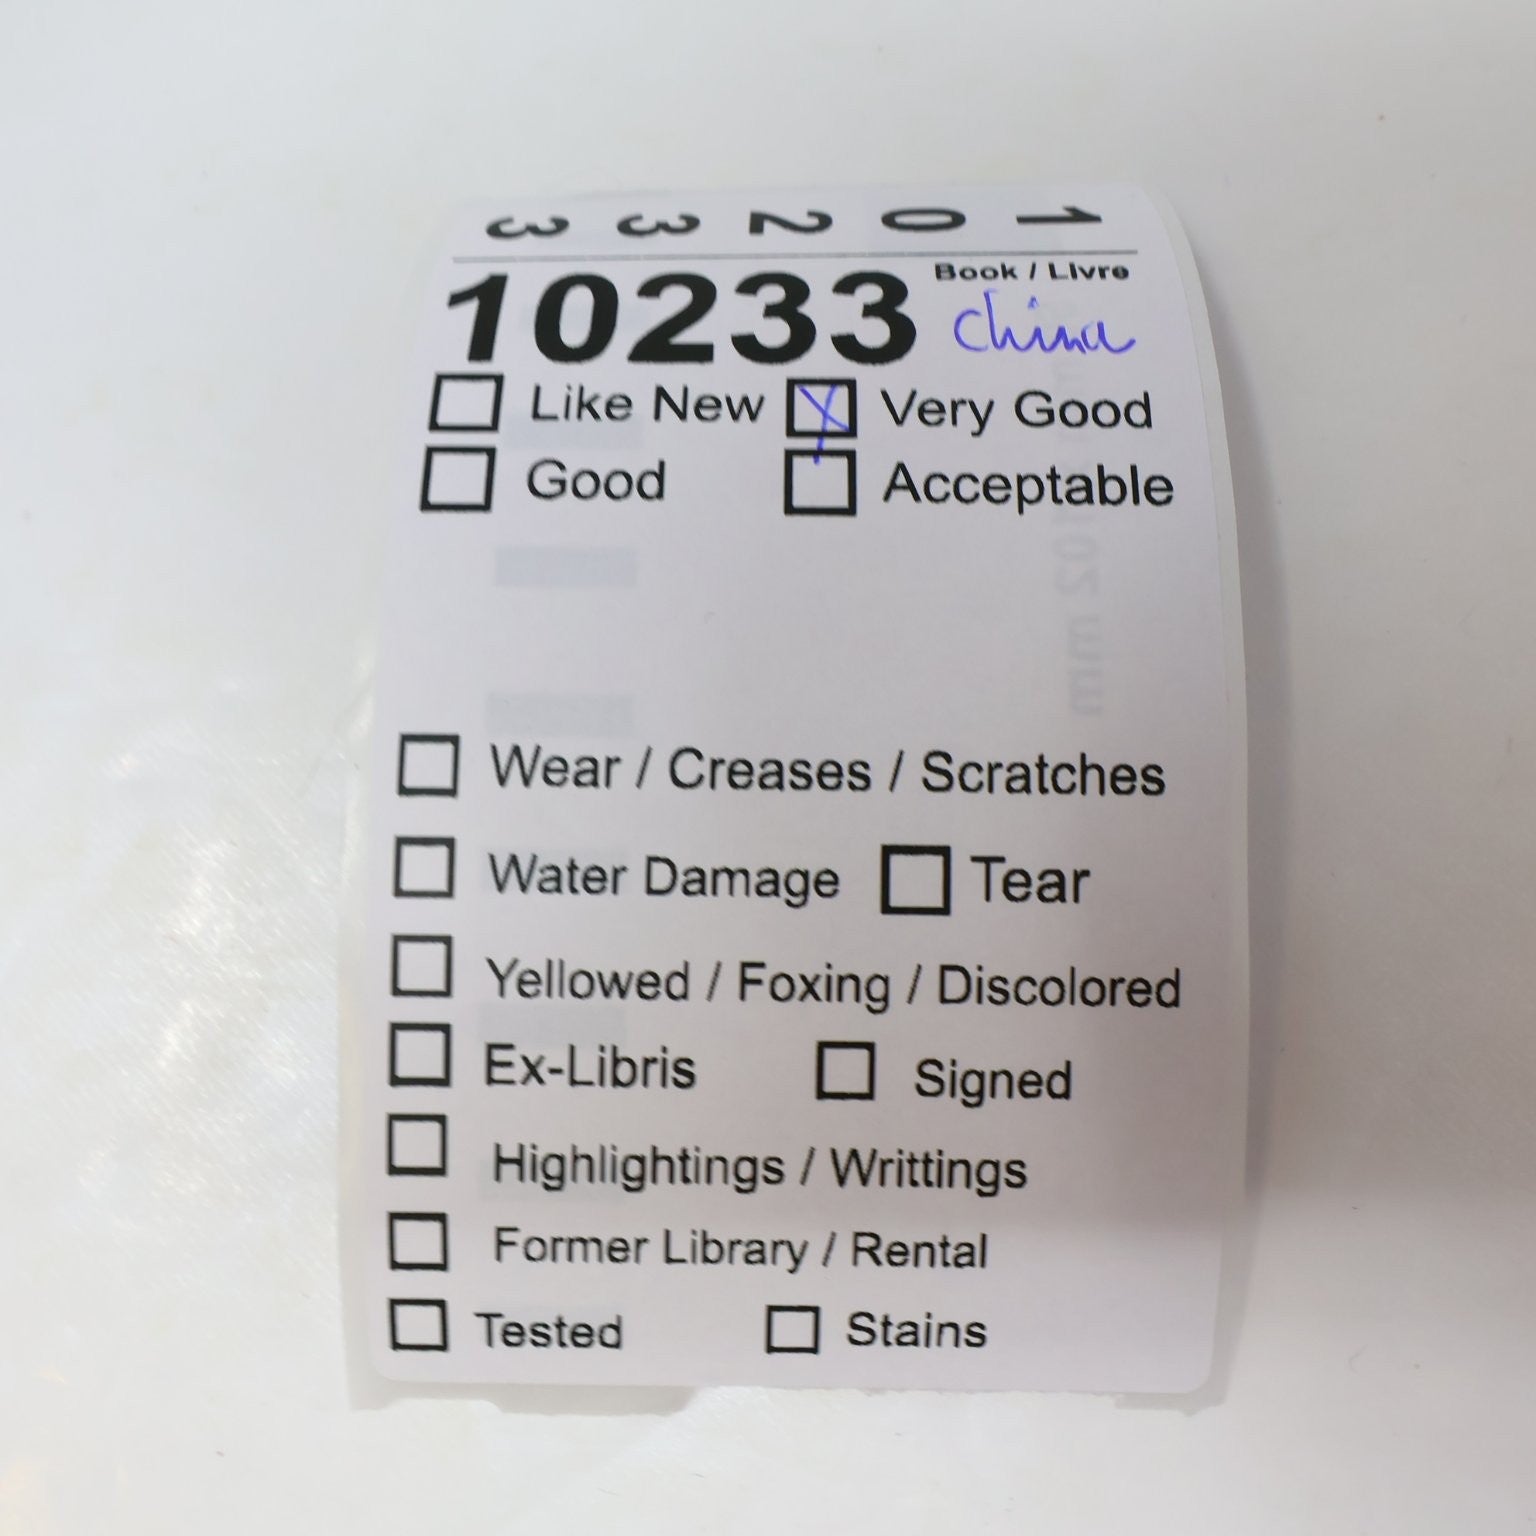 10233
10233 Book / Livre
China
Like New Very Good
Good Acceptable
Wear / Creases / Scratches
Water Damage Tear
Yellowed / Foxing / Discolored
Ex-Libris Signed
Highlightings / Writtings
Former Library / Rental
Tested Stains